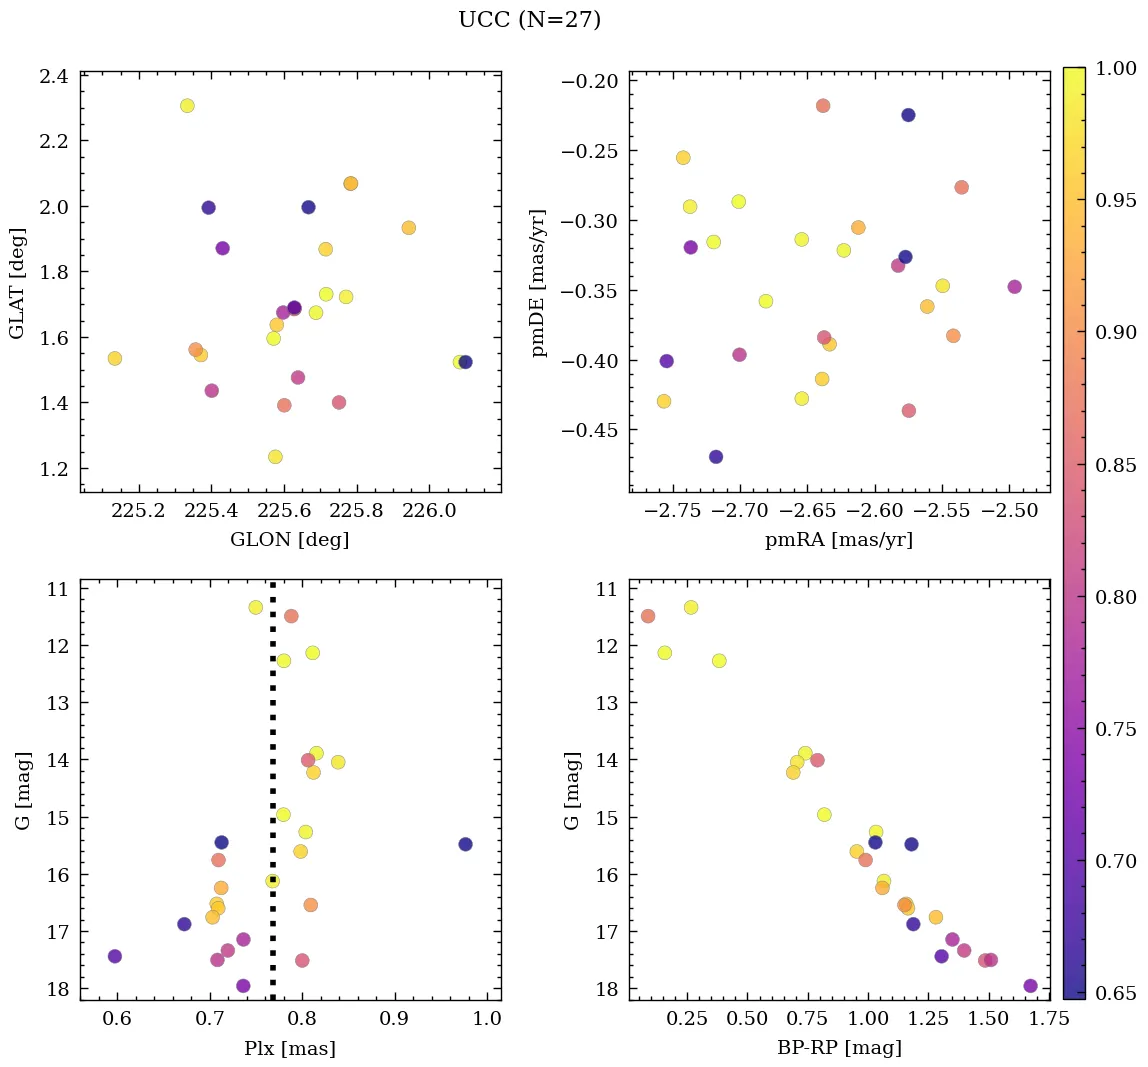 UCC (N=27)
2.4
2.2
2.0
1.8
1.6
1.4
1.2
GLAT [deg]
225.2 225.4 225.6 225.8 226.0
GLON [deg]
−0.20
−0.25
−0.30
−0.35
−0.40
−0.45
pmDE [mas/yr]
−2.75 −2.70 −2.65 −2.60 −2.55 −2.50
pmRA [mas/yr]
11
12
13
14
15
16
17
18
G [mag]
0.6 0.7 0.8 0.9 1.0
Plx [mas]
11
12
13
14
15
16
17
18
G [mag]
0.25 0.50 0.75 1.00 1.25 1.50 1.75
BP-RP [mag]
1.00
0.95
0.90
0.85
0.80
0.75
0.70
0.65